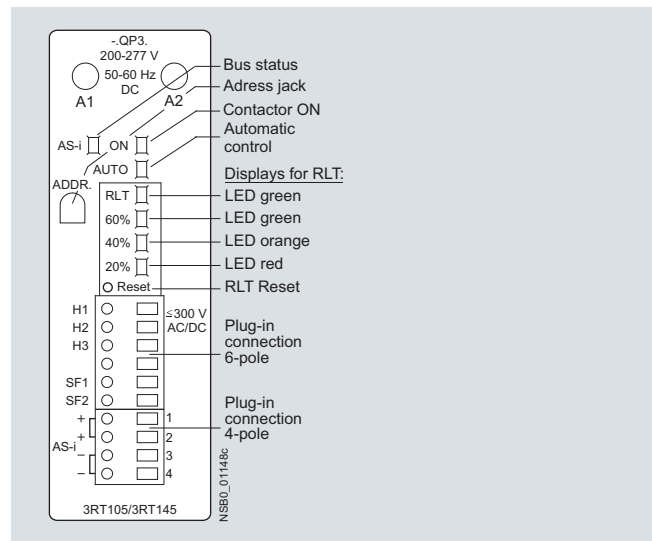 -.QP3.
200-277 V
50-60 Hz
DC
A1
A2
Bus status
Adress jack
Contactor ON
Automatic
control
AS-i
ON
AUTO
ADDR.
Displays for RLT:
RLT
LED green
60%
LED green
40%
LED orange
20%
LED red
Reset
RLT Reset
H1
≤300 V
H2
AC/DC
H3
Plug-in
connection
6-pole
SF1
SF2
Plug-in
connection
4-pole
+
1
+
2
AS-i
–
3
–
4
3RT105/3RT145
NSB0_01148c